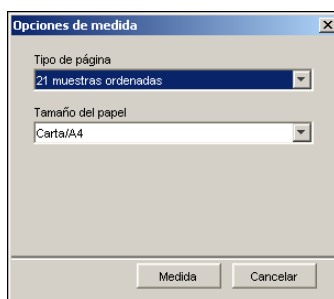 Opciones de medida
Tipo de página
21 muestras ordenadas
Tamaño del papel
Carta/A4
Medida
Cancelar